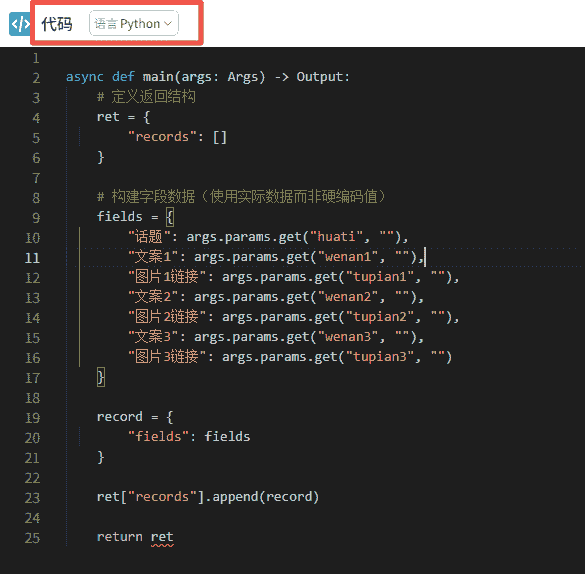 </> 代码 语言 Python
1
2 async def main(args: Args) -> Output:
3 # 定义返回结构
4 ret = {
5 "records": []
6 }
7
8 # 构建字段数据（使用实际数据而非硬编码值）
9 fields = {
10 "话题": args.params.get("huati", ""),
11 "文案1": args.params.get("wenan1", ""),
12 "图片1链接": args.params.get("tupian1", ""),
13 "文案2": args.params.get("wenan2", ""),
14 "图片2链接": args.params.get("tupian2", ""),
15 "文案3": args.params.get("wenan3", ""),
16 "图片3链接": args.params.get("tupian3", "")
17 }
18
19 record = {
20 "fields": fields
21 }
22
23 ret["records"].append(record)
24
25 return ret